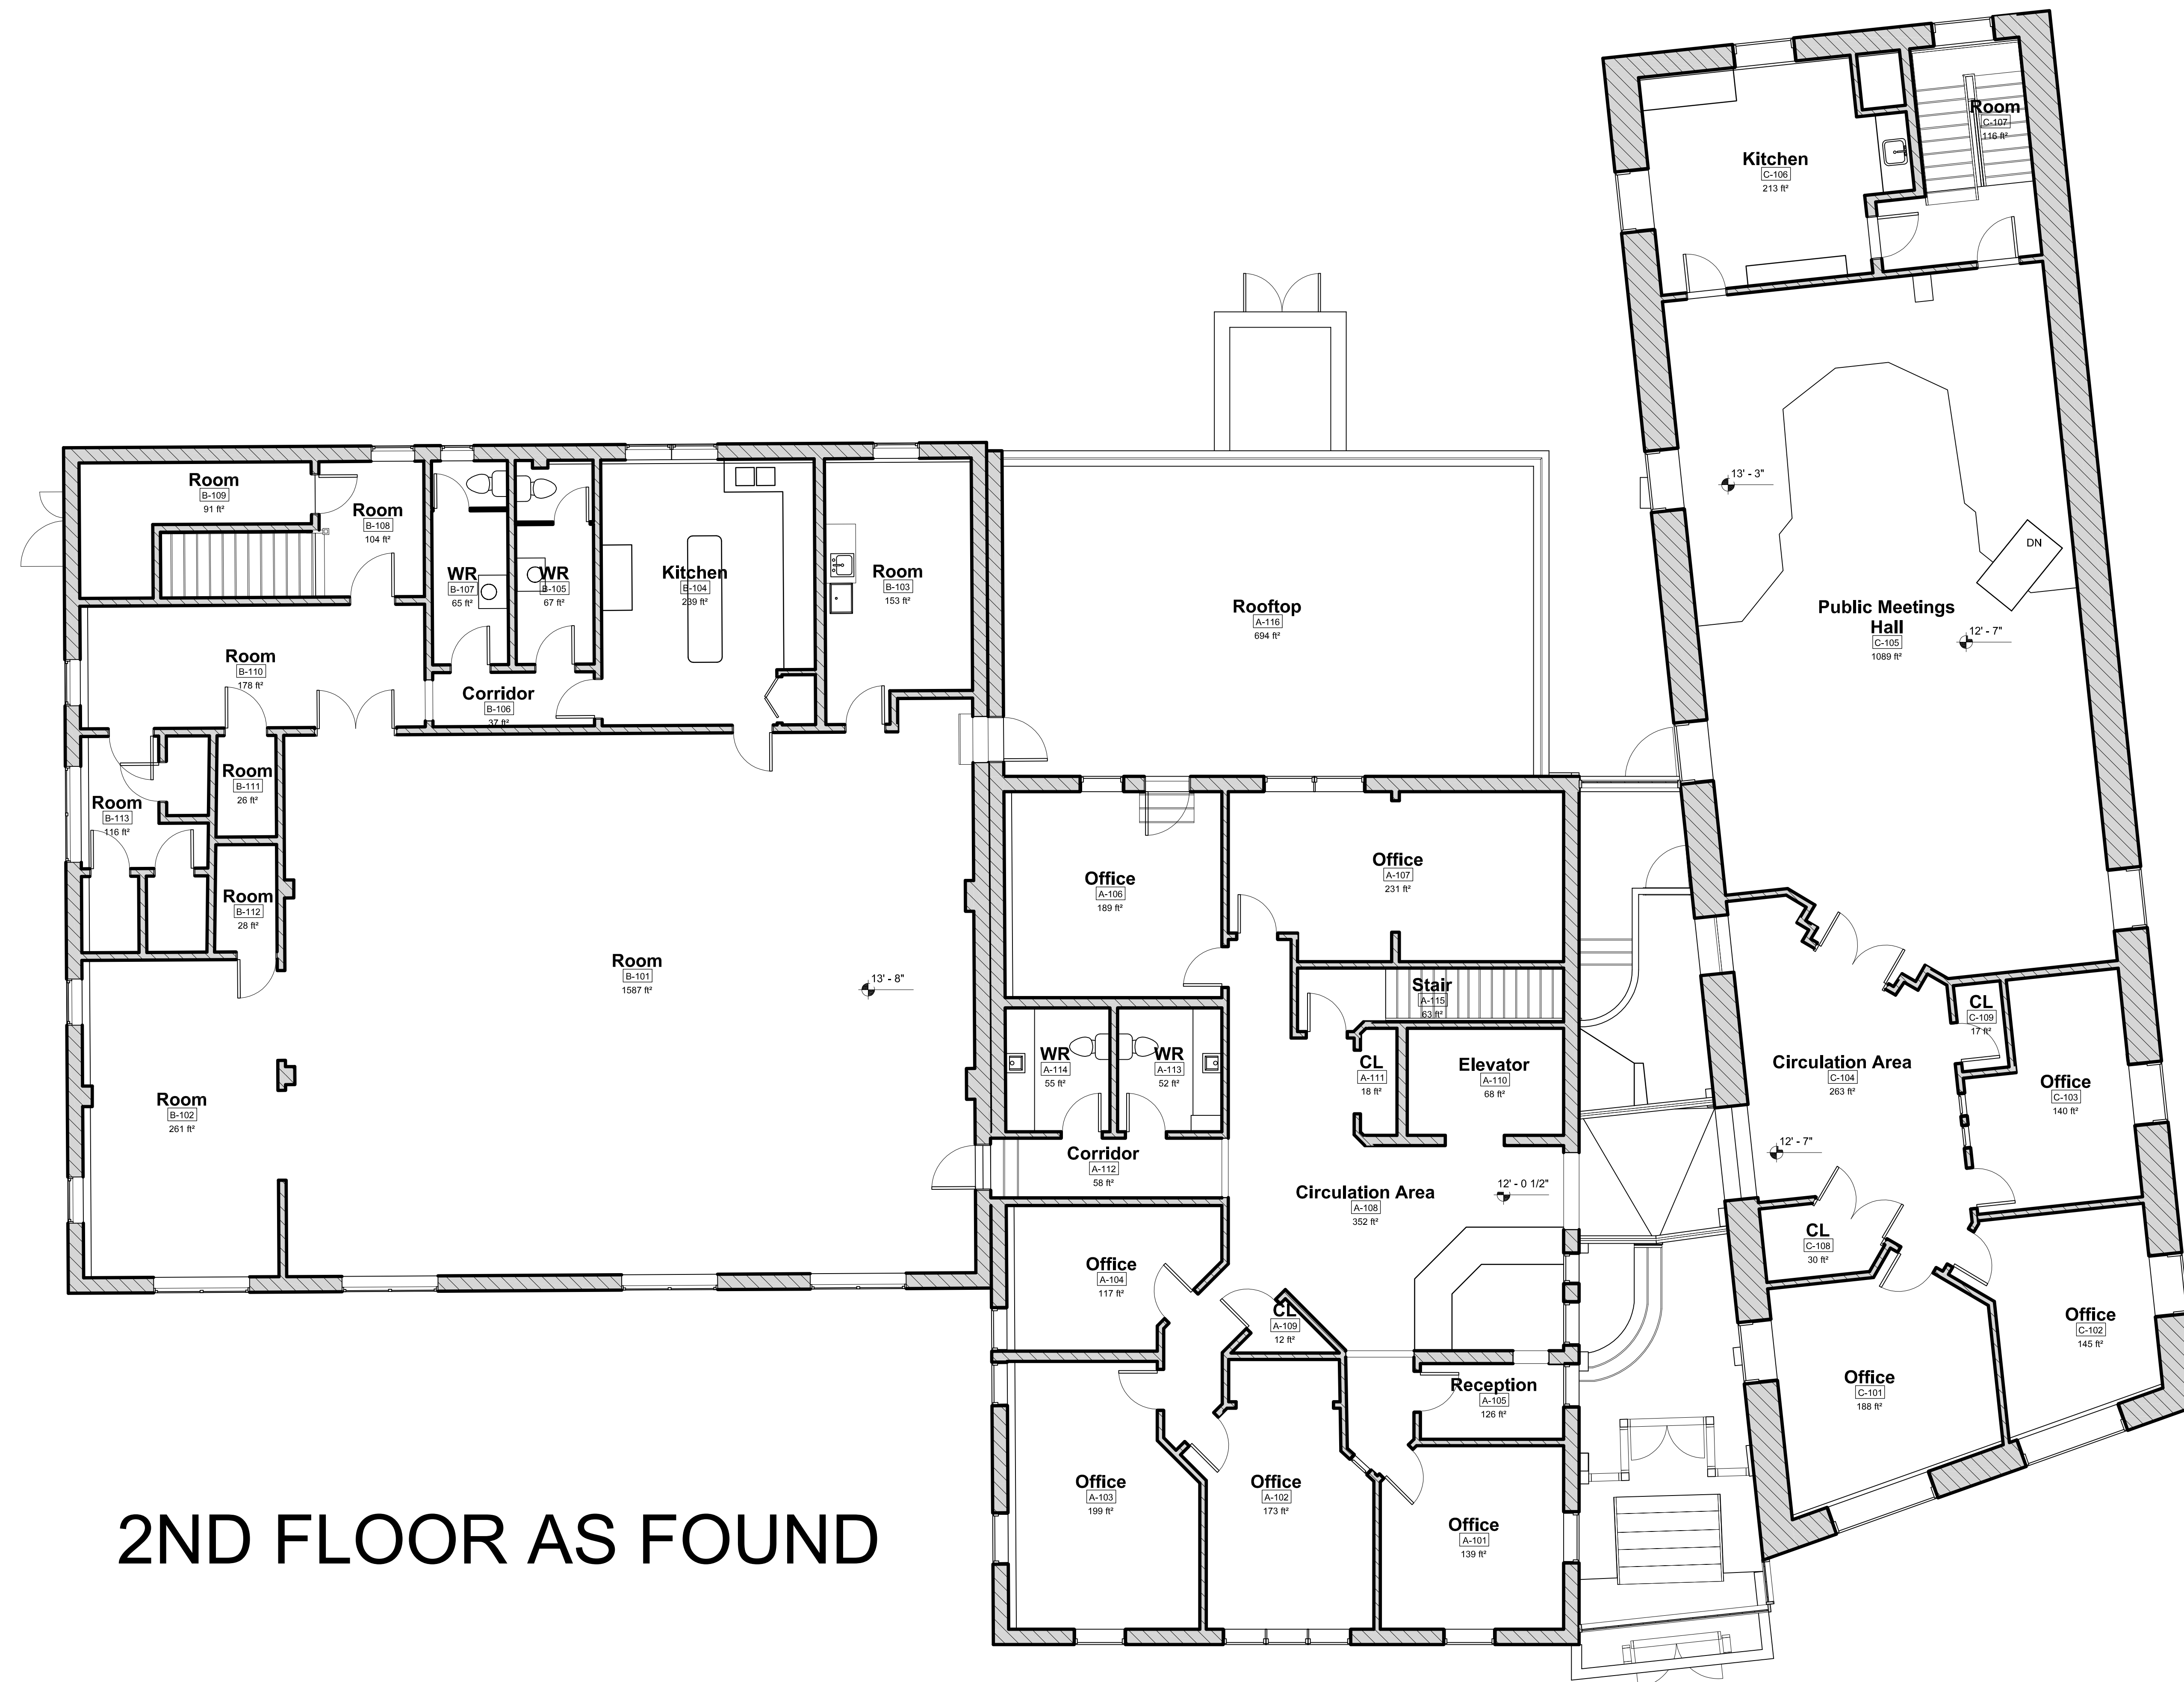 Room
C-107
116 ft²
Kitchen
C-106
213 ft²
13' - 3"
DN
Public Meetings
Hall
C-105
1089 ft²
12' - 7"
Room
B-109
91 ft²
Room
B-108
104 ft²
WR
B-107
65 ft²
WR
B-105
67 ft²
Kitchen
B-104
239 ft²
Room
B-103
153 ft²
Rooftop
A-116
694 ft²
Room
B-110
178 ft²
Corridor
B-106
37 ft²
Room
B-111
26 ft²
Room
B-113
116 ft²
Room
B-112
28 ft²
Room
B-101
1587 ft²
13' - 8"
Room
B-102
261 ft²
Office
A-106
189 ft²
Office
A-107
231 ft²
Stair
A-115
63 ft²
WR
A-114
55 ft²
WR
A-113
52 ft²
CL
A-111
18 ft²
Elevator
A-110
68 ft²
Corridor
A-112
58 ft²
Circulation Area
A-108
352 ft²
12' - 0 1/2"
CL
C-109
17 ft²
Circulation Area
C-104
263 ft²
Office
C-103
140 ft²
12' - 7"
CL
C-108
30 ft²
Office
A-104
117 ft²
CL
A-109
12 ft²
Office
C-102
145 ft²
Office
C-101
188 ft²
Reception
A-105
126 ft²
Office
A-103
199 ft²
Office
A-102
173 ft²
Office
A-101
139 ft²
2ND FLOOR AS FOUND